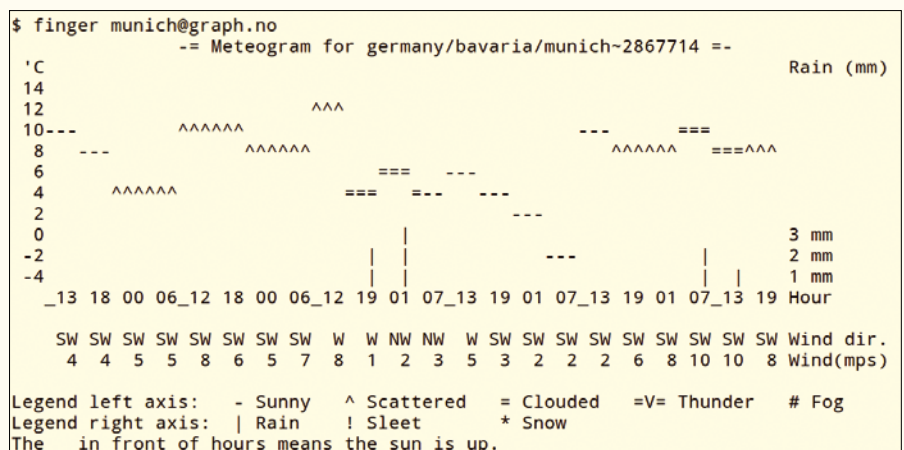 $ finger munich@graph.no
                    -= Meteogram for germany/bavaria/munich~2867714 =-
 'C                                                                                          Rain (mm)
 14
 12                                ^^^
 10---            ^^^^^^                                         ---         ===
  8    ---                ^^^^^^                                     ^^^^^^    ===^^^
  6                                        ===    ---
  4        ^^^^^^                    ===    =--    ---
  2                                                        ---
  0                                           |                                              3 mm
 -2                                       |   |                 ---                |         2 mm
 -4                                       |   |                                    |   |     1 mm
   _13 18 00 06_12 18 00 06_12 19 01 07_13 19 01 07_13 19 01 07_13 19 Hour
    SW SW SW SW SW SW SW SW  W  W NW NW  W SW SW SW SW SW SW SW SW SW Wind dir.
     4  4  5  5  8  6  5  7  8  1  2  3  5  3  2  2  2  6  8 10 10  8 Wind(mps)
Legend left axis:   - Sunny   ^ Scattered   = Clouded   =V= Thunder   # Fog
Legend right axis:  | Rain    ! Sleet       * Snow
The   in front of hours means the sun is up.